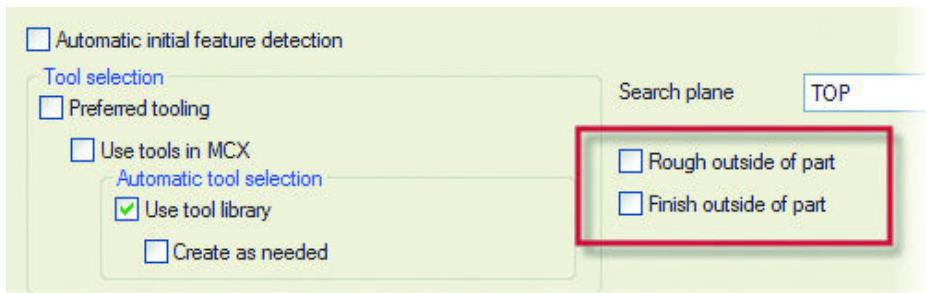 Automatic initial feature detection
Tool selection
Preferred tooling
Use tools in MCX
Automatic tool selection
Use tool library
Create as needed
Search plane TOP
Rough outside of part
Finish outside of part